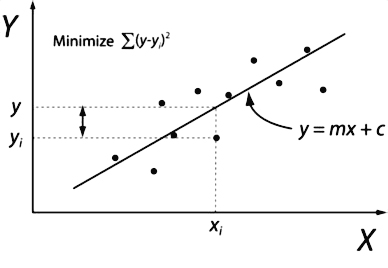 Y
Minimize ∑(y-yᵢ)²
y
yᵢ
y = mx + c
xᵢ
X